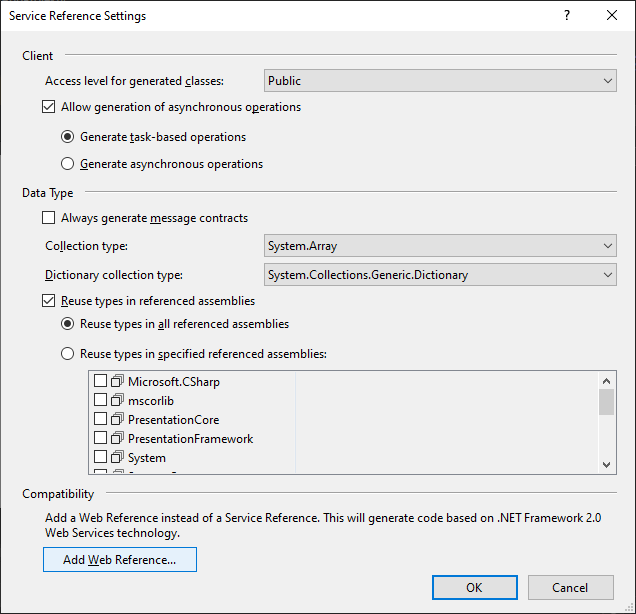 Service Reference Settings
?
Client
Access level for generated classes: Public
Allow generation of asynchronous operations
Generate task-based operations
Generate asynchronous operations
Data Type
Always generate message contracts
Collection type: System.Array
Dictionary collection type: System.Collections.Generic.Dictionary
Reuse types in referenced assemblies
Reuse types in all referenced assemblies
Reuse types in specified referenced assemblies:
Microsoft.CSharp
mscorlib
PresentationCore
PresentationFramework
System
Compatibility
Add a Web Reference instead of a Service Reference. This will generate code based on .NET Framework 2.0
Web Services technology.
Add Web Reference...
OK Cancel